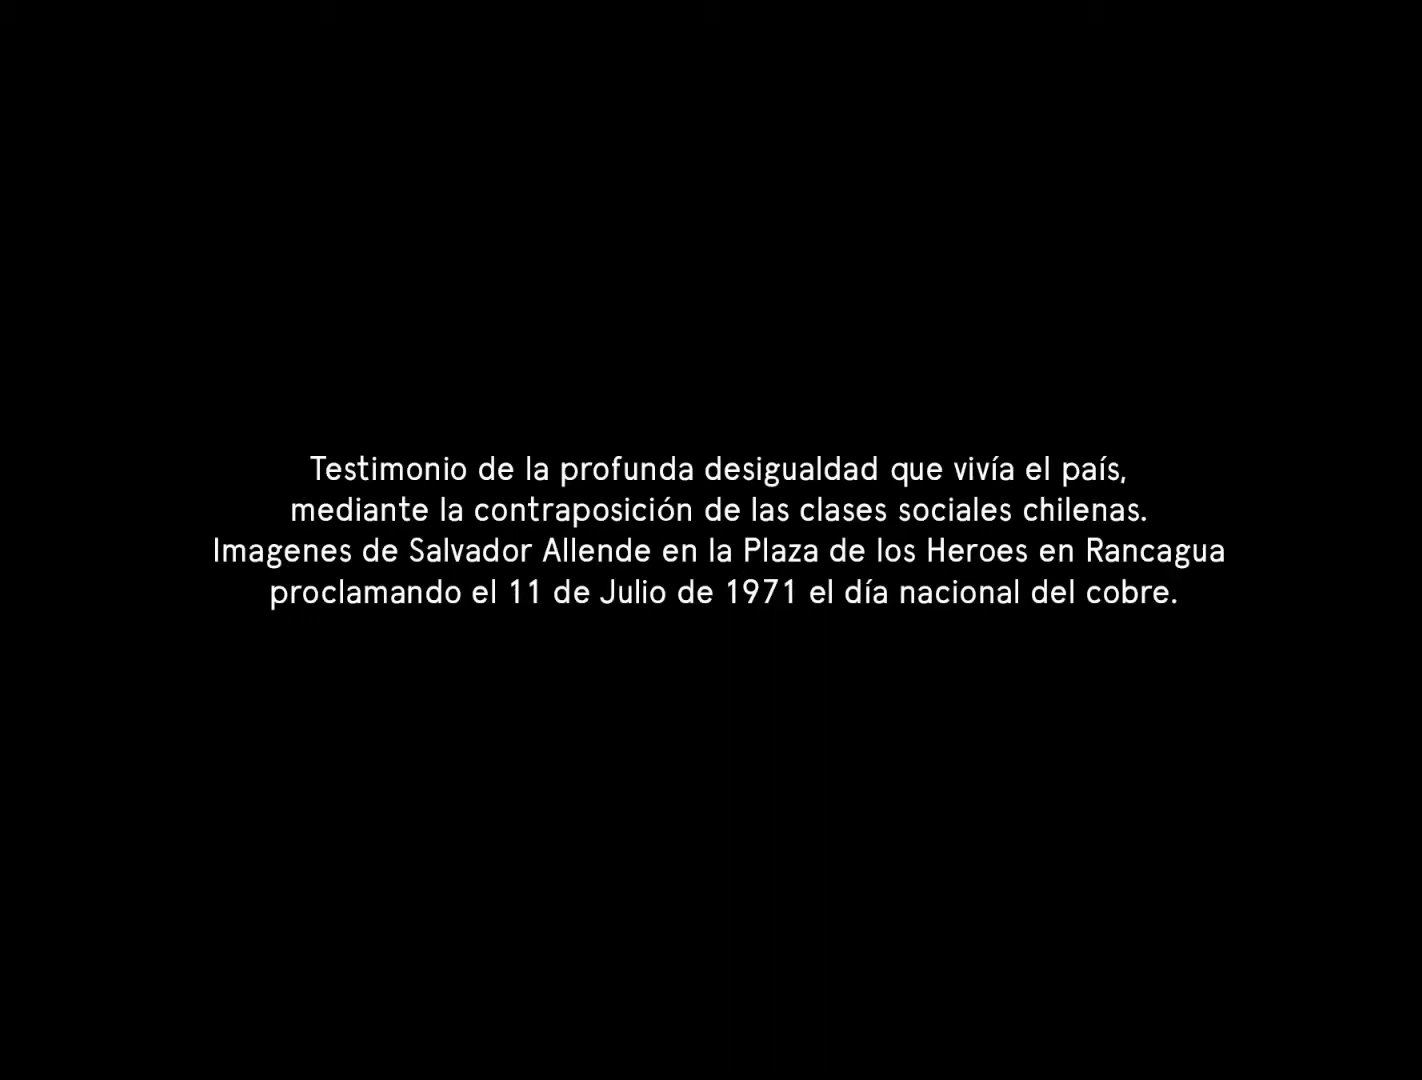 Testimonio de la profunda desigualdad que vivía el país,
mediante la contraposición de las clases sociales chilenas.
Imagenes de Salvador Allende en la Plaza de los Heroes en Rancagua
proclamando el 11 de Julio de 1971 el día nacional del cobre.